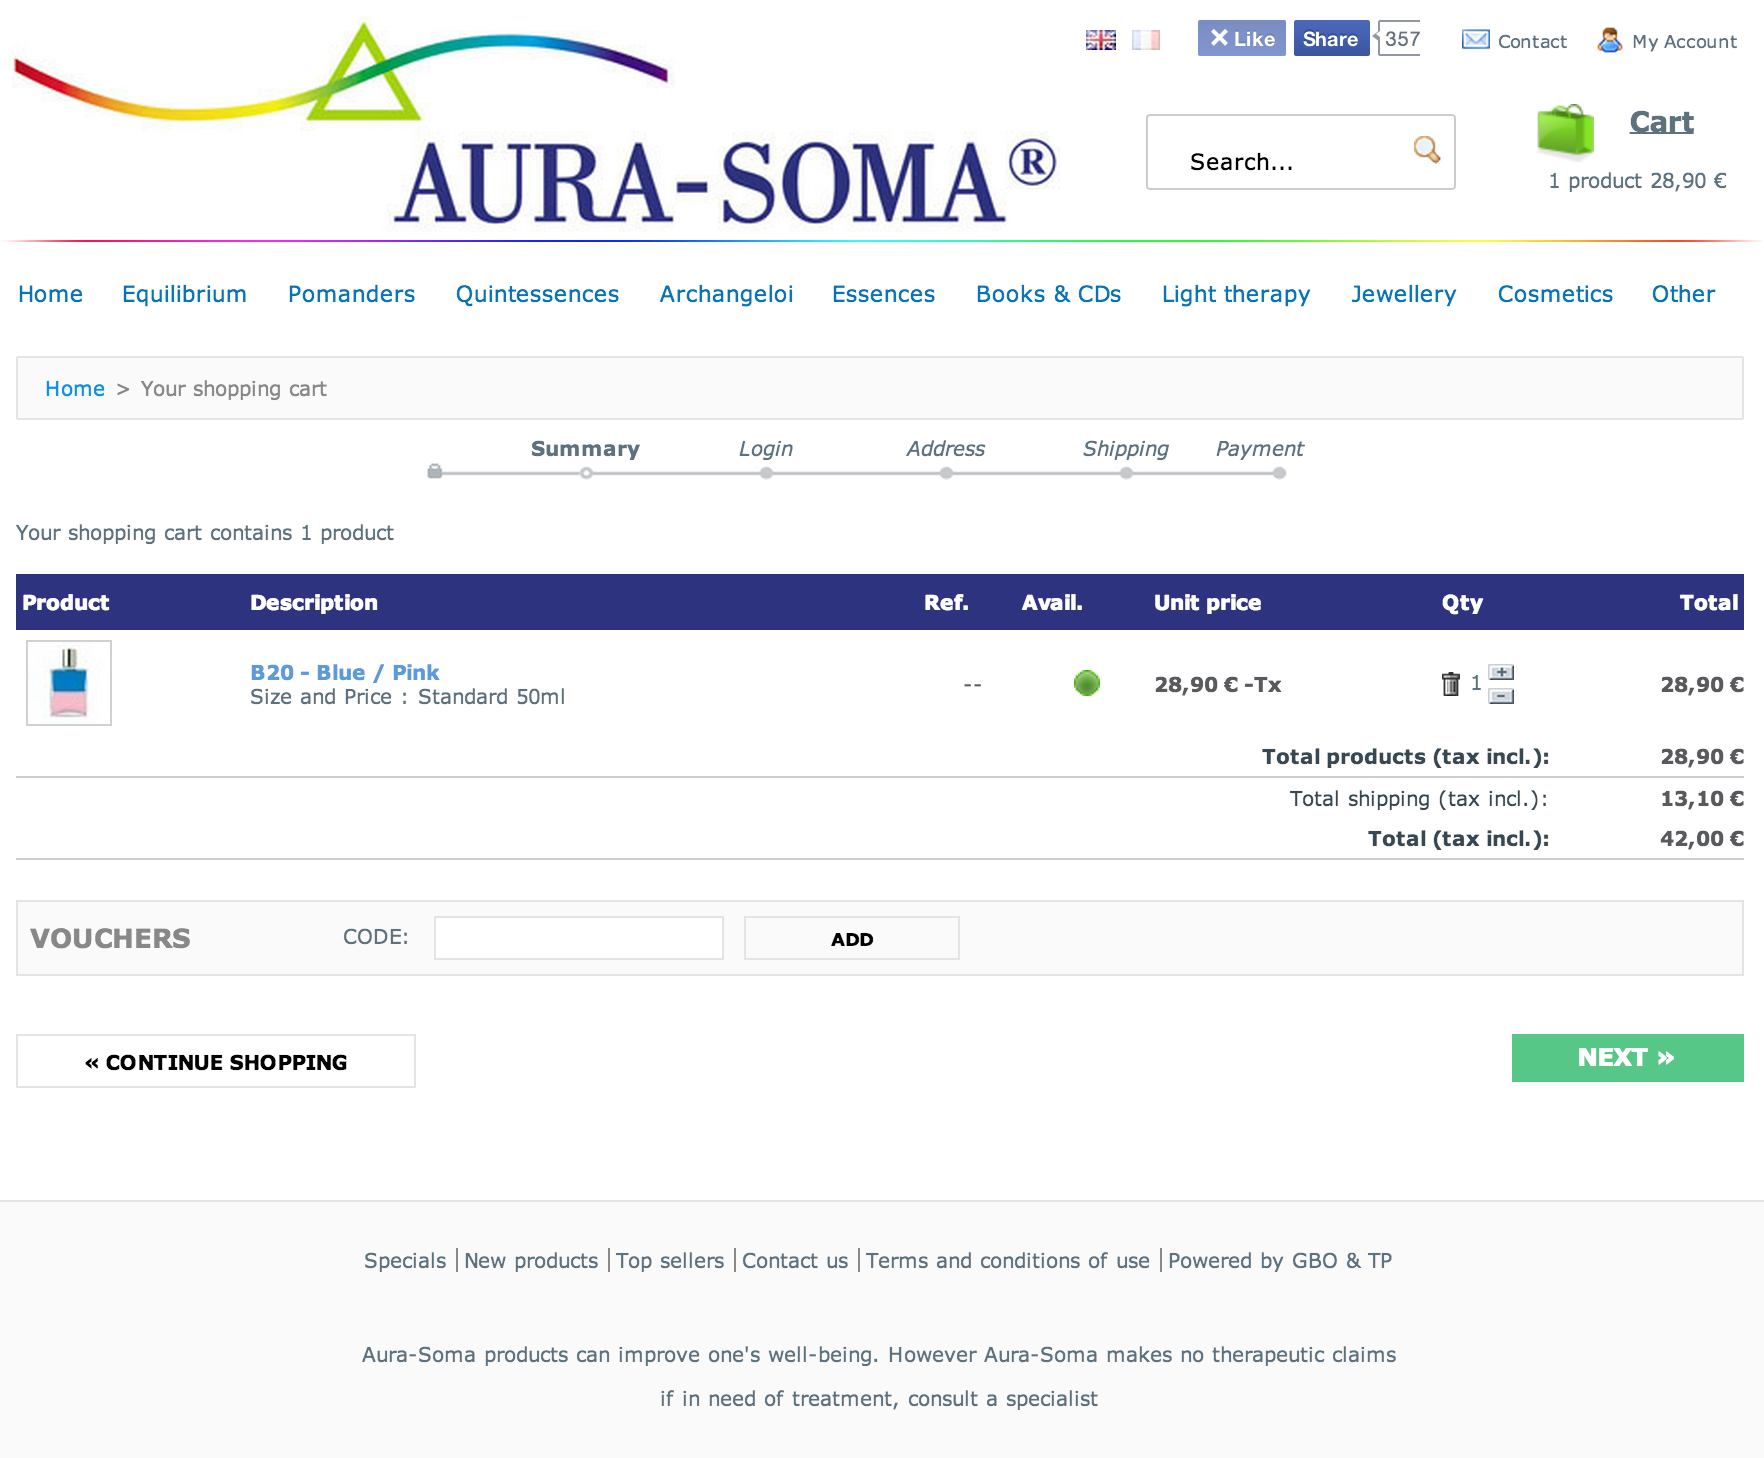 Like Share 357 Contact My Account
AURA-SOMA®
Search...
Cart
1 product 28,90 €
Home Equilibrium Pomanders Quintessences Archangeloi Essences Books & CDs Light therapy Jewellery Cosmetics Other
Home > Your shopping cart
Summary Login Address Shipping Payment
Your shopping cart contains 1 product
Product Description Ref. Avail. Unit price Qty Total
B20 - Blue / Pink
Size and Price : Standard 50ml
-- 28,90 € -Tx 1 28,90 €
Total products (tax incl.): 28,90 €
Total shipping (tax incl.): 13,10 €
Total (tax incl.): 42,00 €
VOUCHERS CODE: ADD
« CONTINUE SHOPPING NEXT »
Specials | New products | Top sellers | Contact us | Terms and conditions of use | Powered by GBO & TP
Aura-Soma products can improve one's well-being. However Aura-Soma makes no therapeutic claims
if in need of treatment, consult a specialist